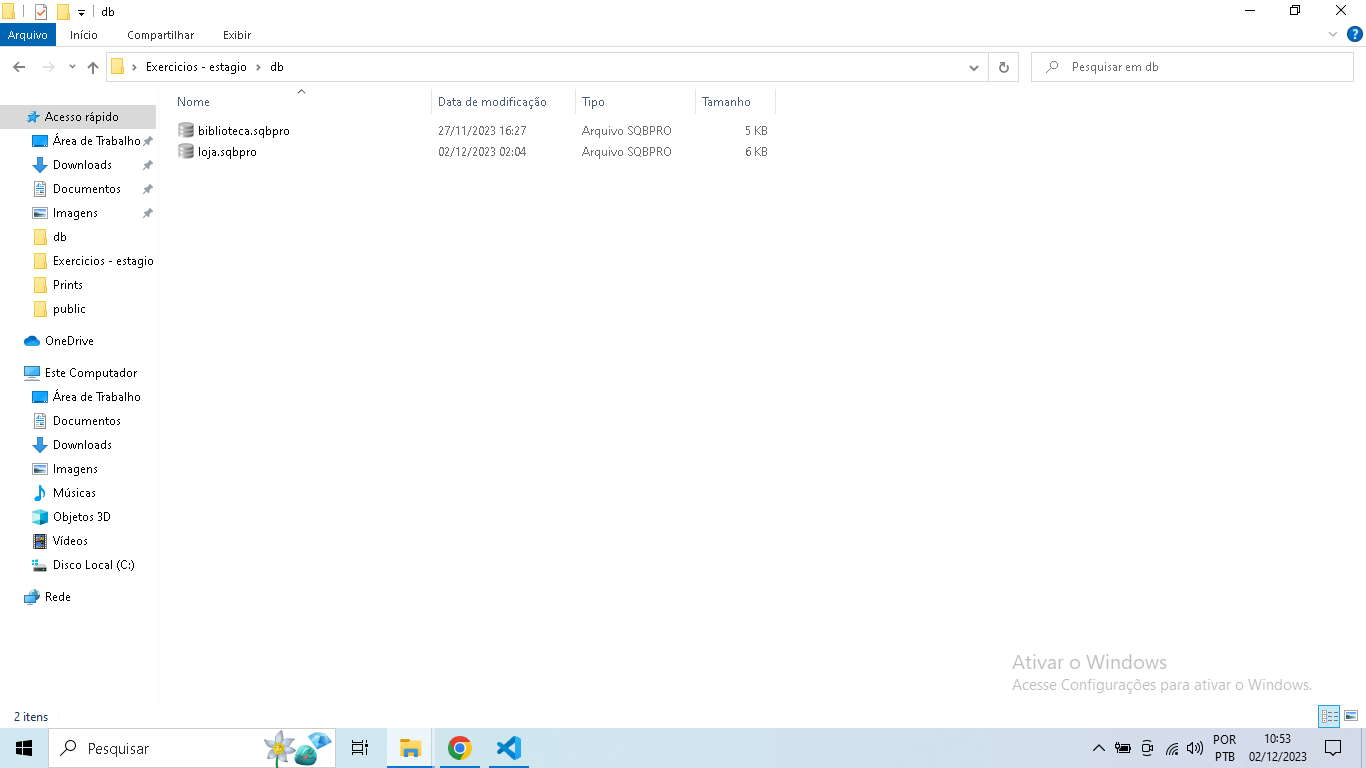 db
Arquivo Início Compartilhar Exibir
Exercicios - estagio > db
Pesquisar em db
Nome Data de modificação Tipo Tamanho
biblioteca.sqbpro 27/11/2023 16:27 Arquivo SQBPRO 5 KB
loja.sqbpro 02/12/2023 02:04 Arquivo SQBPRO 6 KB
Acesso rápido
Área de Trabalho
Downloads
Documentos
Imagens
db
Exercicios - estagio
Prints
public
OneDrive
Este Computador
Área de Trabalho
Documentos
Downloads
Imagens
Músicas
Objetos 3D
Vídeos
Disco Local (C:)
Rede
Ativar o Windows
Acesse Configurações para ativar o Windows.
2 itens
Pesquisar
POR
PTB
10:53
02/12/2023